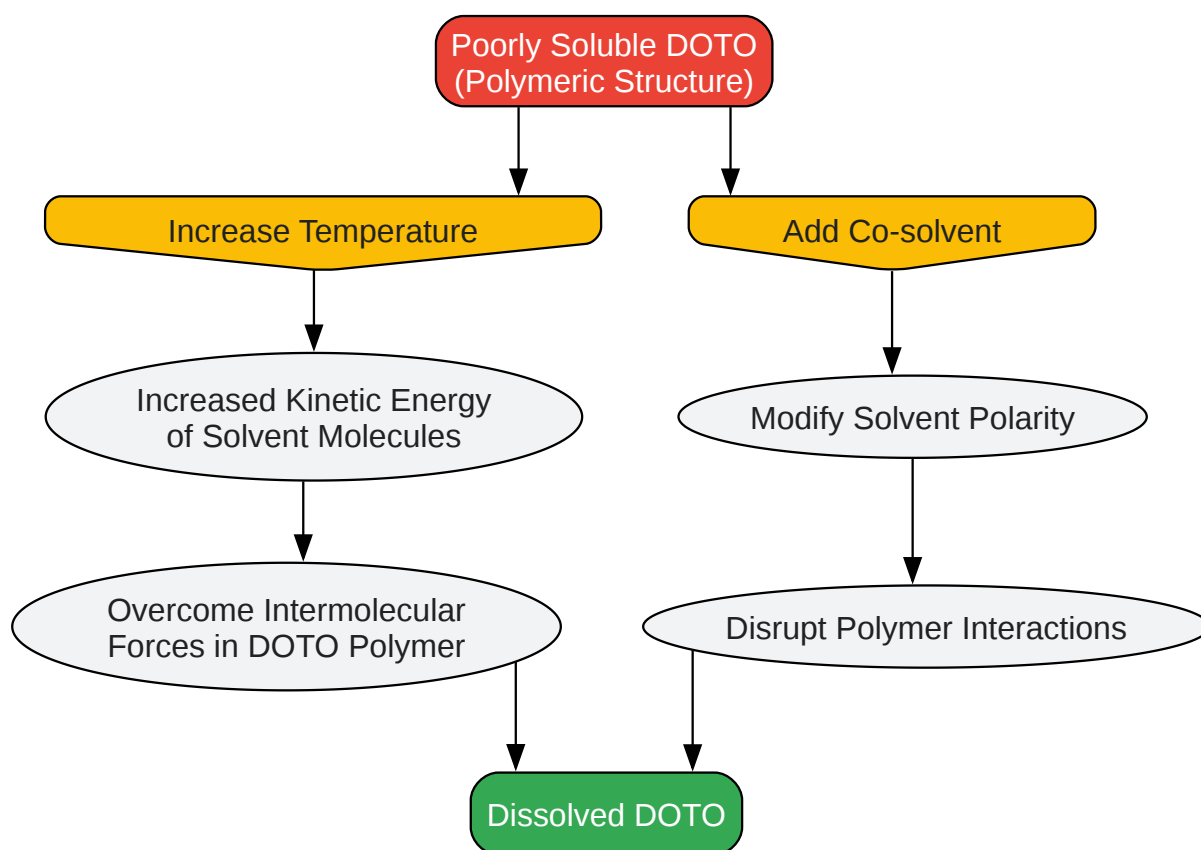 Poorly Soluble DOTO
(Polymeric Structure)
Increase Temperature
Add Co-solvent
Increased Kinetic Energy
of Solvent Molecules
Modify Solvent Polarity
Overcome Intermolecular
Forces in DOTO Polymer
Disrupt Polymer Interactions
Dissolved DOTO